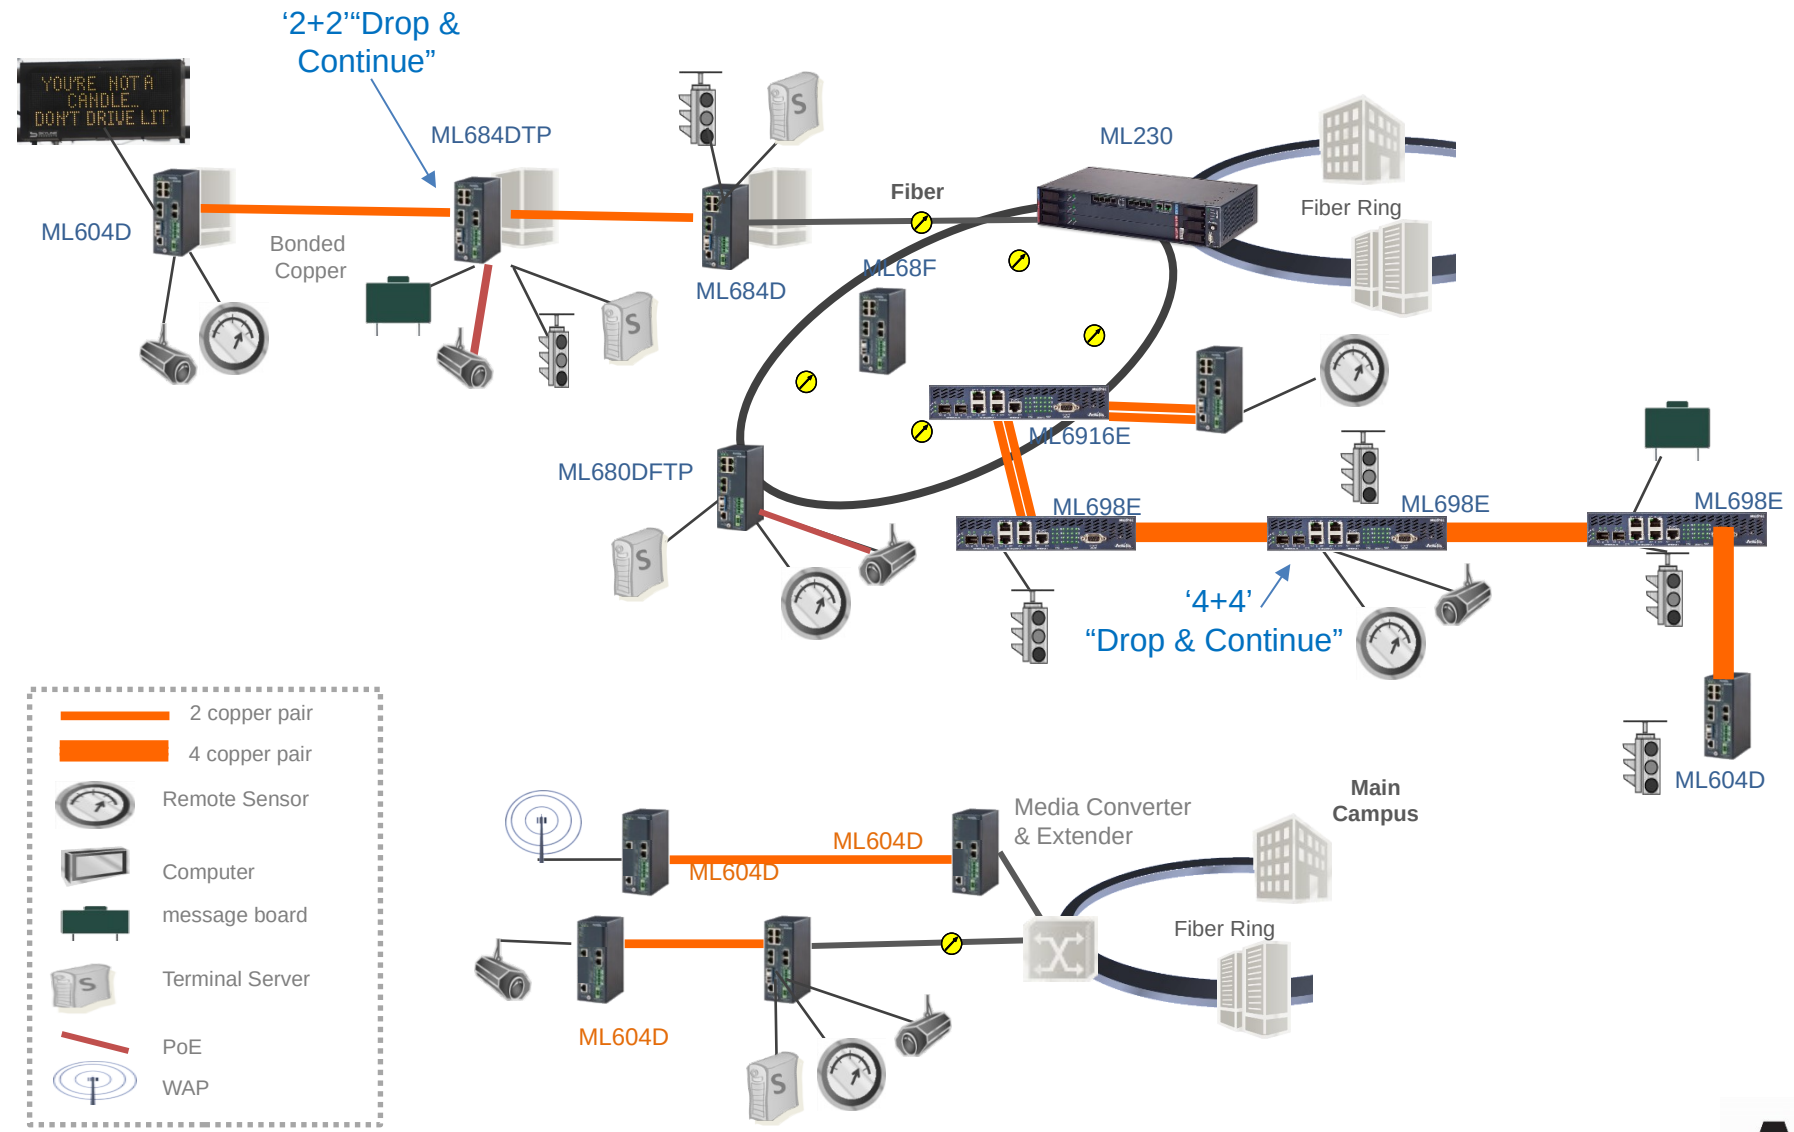 ‘2+2’“Drop &
Continue”
YOU'RE NOT A
CANDLE...
DON'T DRIVE LIT
ML684DTP
ML230
Fiber
Fiber Ring
ML604D
Bonded
Copper
ML68F
ML684D
S
S
ML6916E
ML680DFTP
ML698E
ML698E
ML698E
S
‘4+4’
“Drop & Continue”
2 copper pair
4 copper pair
Remote Sensor
Computer
message board
S
Terminal Server
PoE
WAP
ML604D
Main
Campus
Media Converter
& Extender
ML604D
ML604D
Fiber Ring
ML604D
S